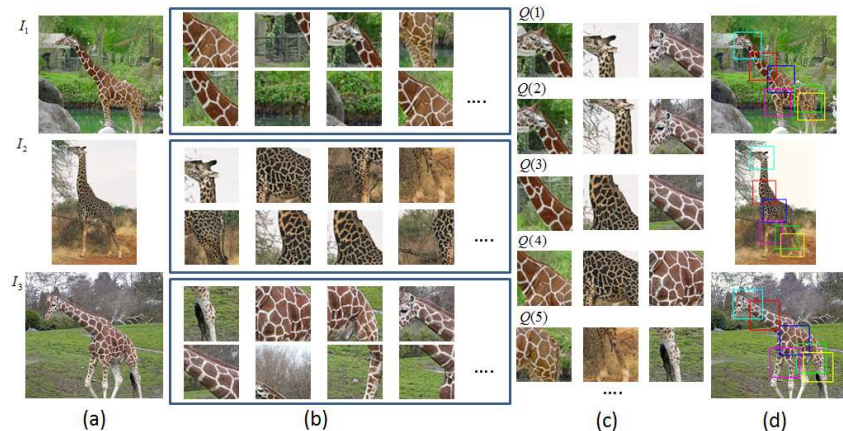 I1
Q(1)
....
Q(2)
I2
Q(3)
....
Q(4)
I3
Q(5)
....
....
(a)
(b)
(c)
(d)